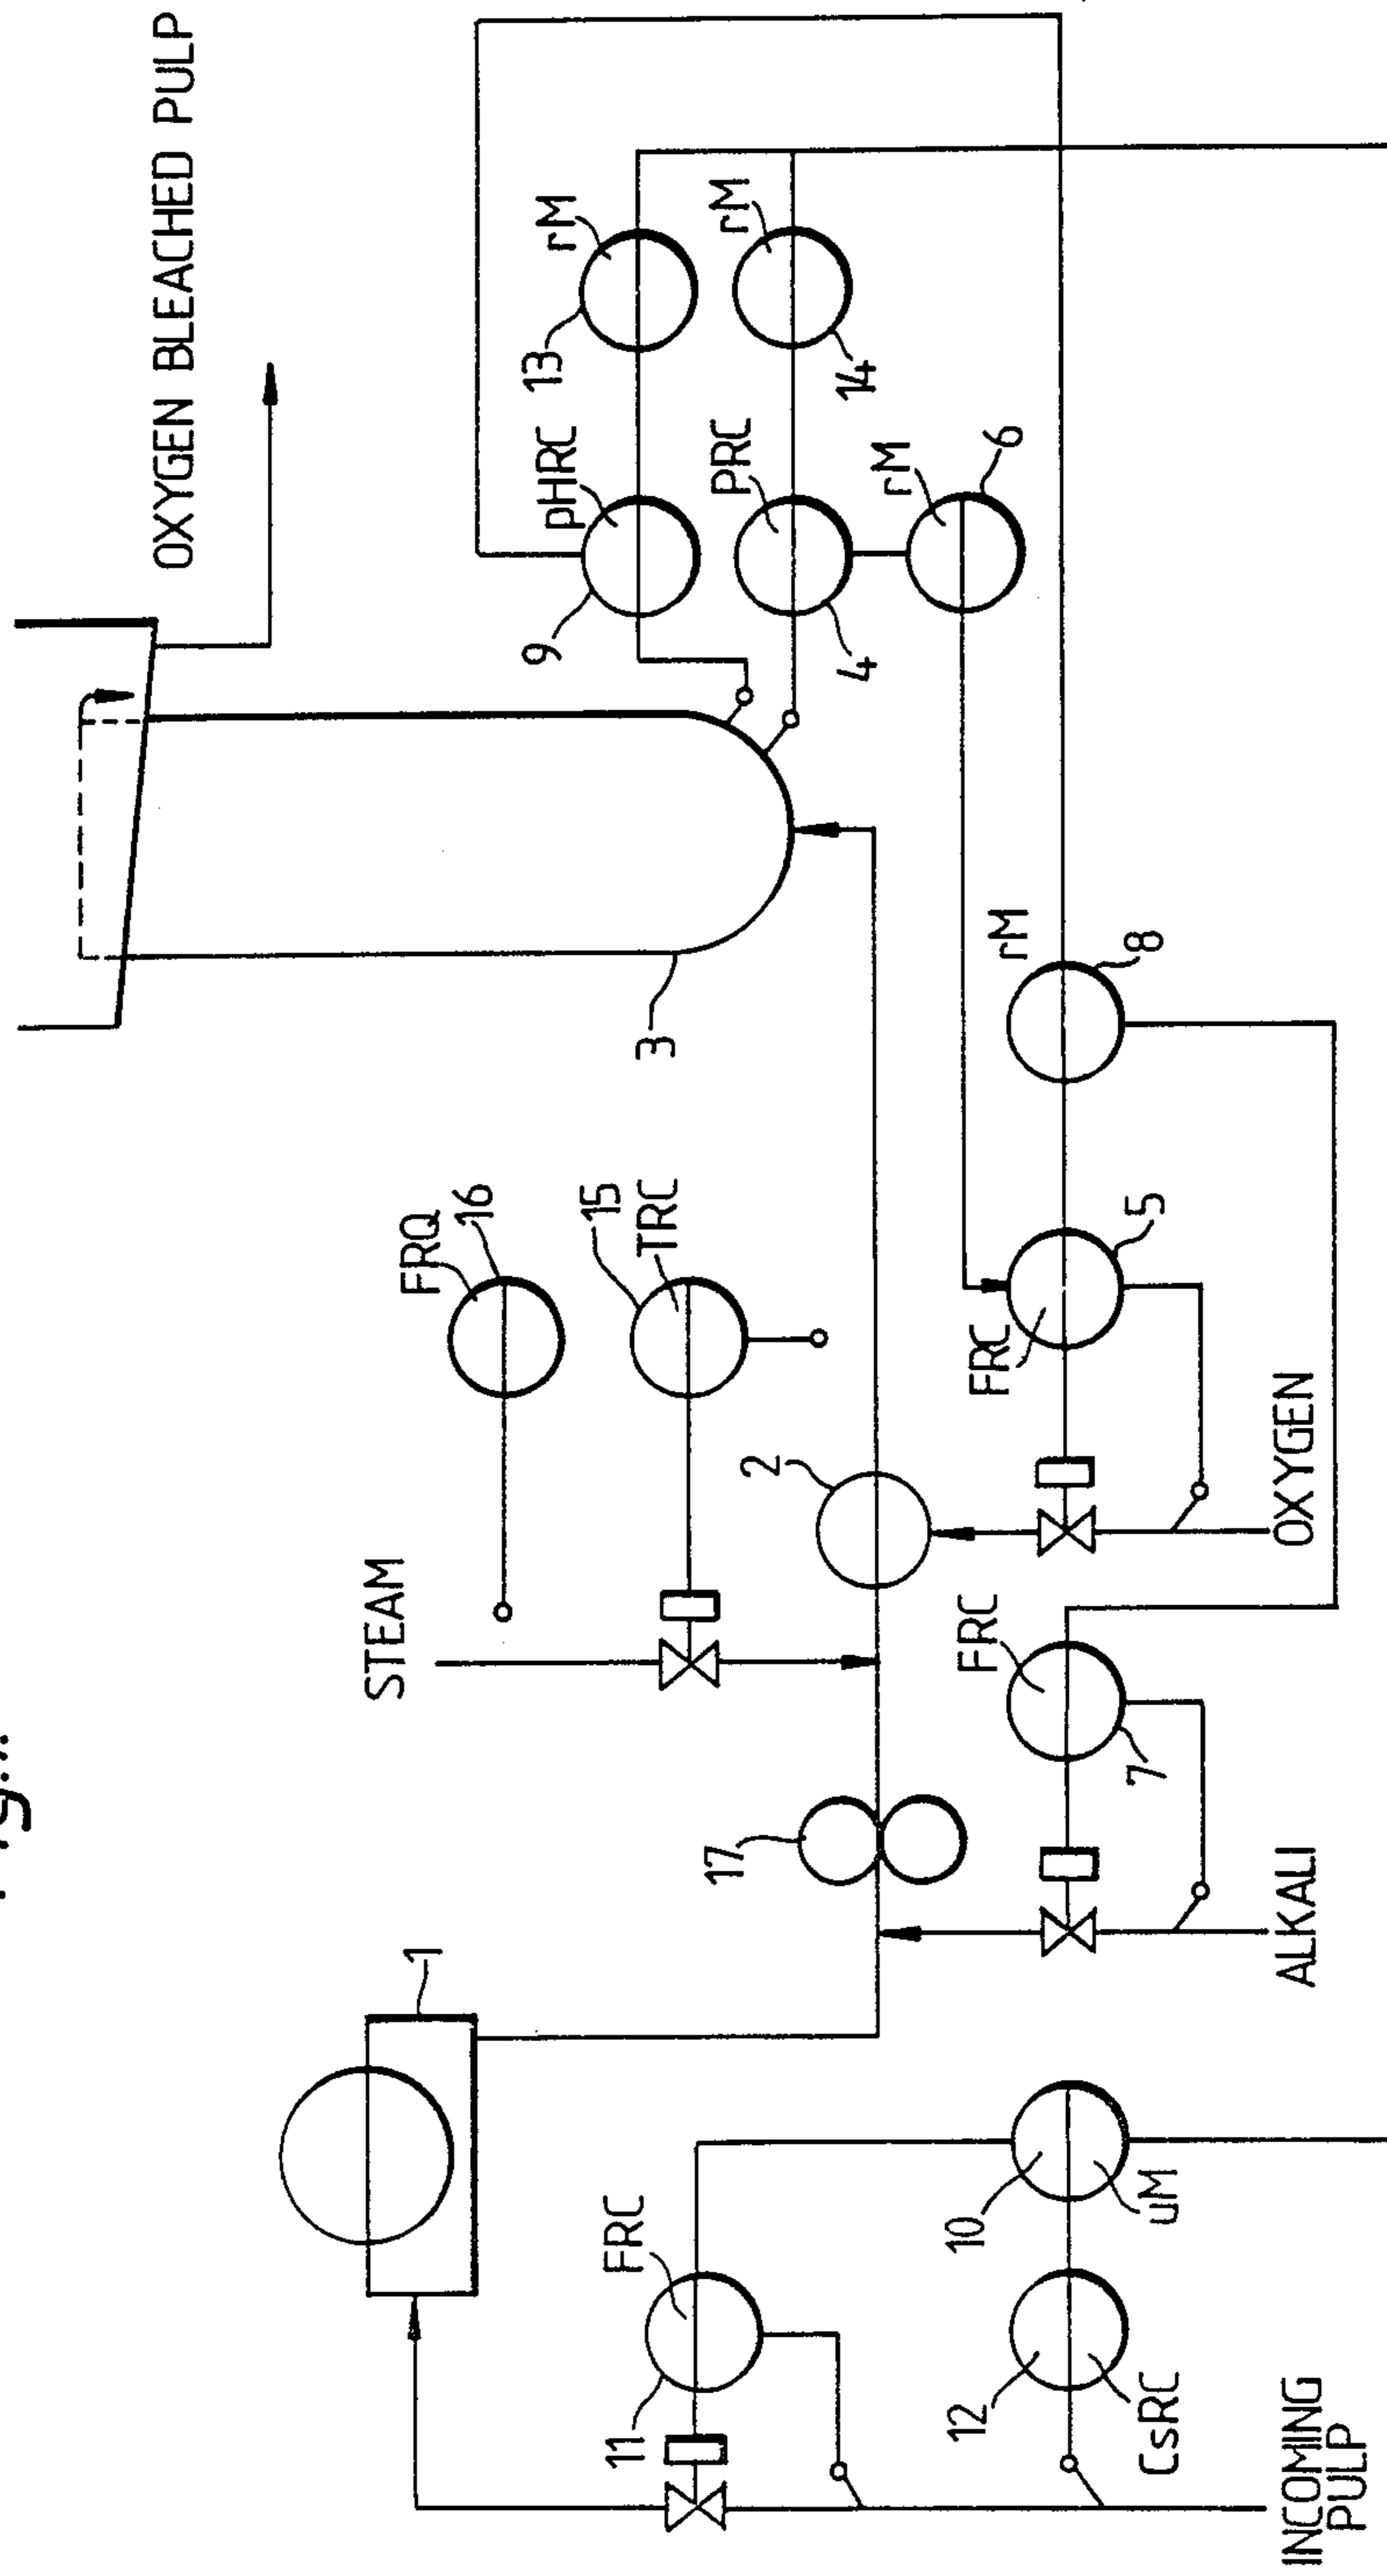 OXYGEN BLEACHED PULP
rM
13
pHRC
9
rM
14
PRC
4
rM
6
3
rM
8
FRQ
16
15
TRC
5
FRC
2
OXYGEN
STEAM
FRC
7
17
ALKALI
1
FRC
11
10
uM
12
CsRC
INCOMING
PULP